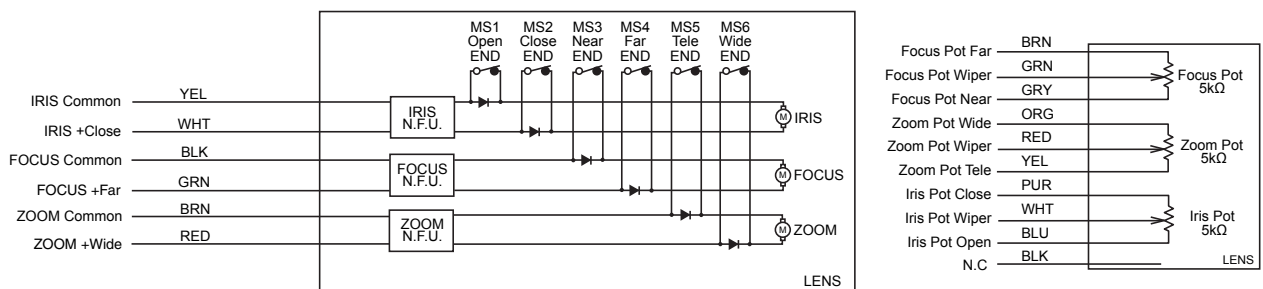 MS1 Open END
MS2 Close END
MS3 Near END
MS4 Far END
MS5 Tele END
MS6 Wide END
IRIS Common YEL
IRIS +Close WHT
IRIS N.F.U.
M IRIS
FOCUS Common BLK
FOCUS +Far GRN
FOCUS N.F.U.
M FOCUS
ZOOM Common BRN
ZOOM +Wide RED
ZOOM N.F.U.
M ZOOM
LENS
Focus Pot Far BRN
Focus Pot Wiper GRN
Focus Pot Near GRY
Focus Pot 5kΩ
Zoom Pot Wide ORG
Zoom Pot Wiper RED
Zoom Pot Tele YEL
Zoom Pot 5kΩ
Iris Pot Close PUR
Iris Pot Wiper WHT
Iris Pot Open BLU
Iris Pot 5kΩ
N.C BLK
LENS